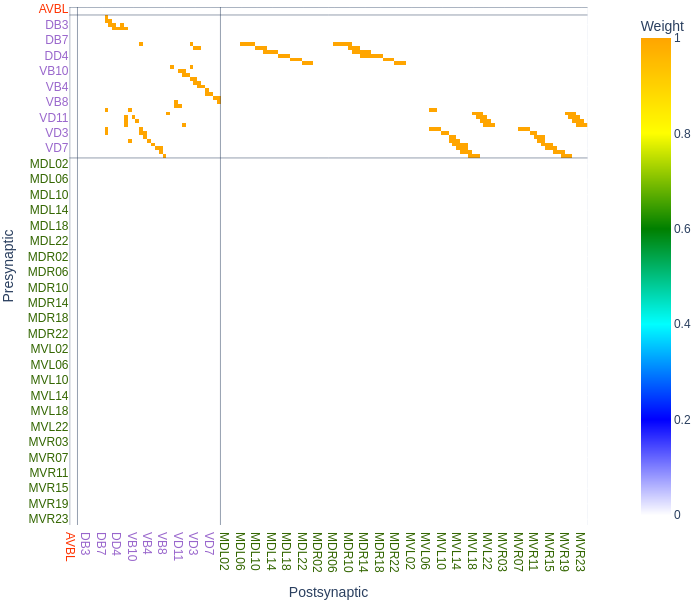 Weight
1
0.8
0.6
0.4
0.2
0
Presynaptic
AVBL
DB3
DB7
DD4
VB10
VB4
VB8
VD11
VD3
VD7
MDL02
MDL06
MDL10
MDL14
MDL18
MDL22
MDR02
MDR06
MDR10
MDR14
MDR18
MDR22
MVL02
MVL06
MVL10
MVL14
MVL18
MVL22
MVR03
MVR07
MVR11
MVR15
MVR19
MVR23
AVBL
DB3
DB7
DD4
VB10
VB4
VB8
VD11
VD3
VD7
MDL02
MDL06
MDL10
MDL14
MDL18
MDL22
MDR02
MDR06
MDR10
MDR14
MDR18
MDR22
MVL02
MVL06
MVL10
MVL14
MVL18
MVL22
MVR03
MVR07
MVR11
MVR15
MVR19
MVR23
Postsynaptic